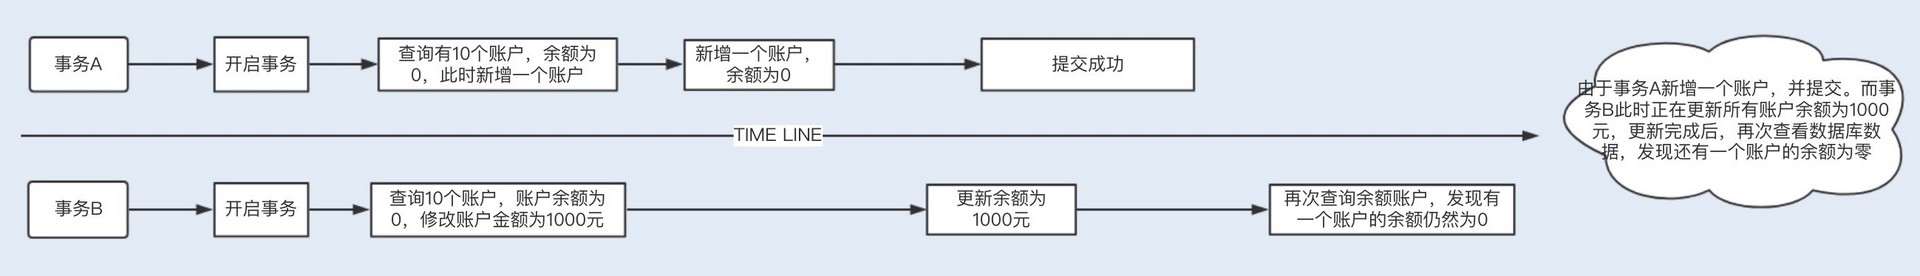 事务A
开启事务
查询有10个账户，余额为
0，此时新增一个账户
新增一个账户，
余额为0
提交成功
TIME LINE
事务B
开启事务
查询10个账户，账户余额为
0，修改账户金额为1000元
更新余额为
1000元
再次查询余额账户，发现有
一个账户的余额仍然为0
由于事务A新增一个账户，并提交。而事
务B此时正在更新所有账户余额为1000
元，更新完成后，再次查看数据库数
据，发现还有一个账户的余额为零